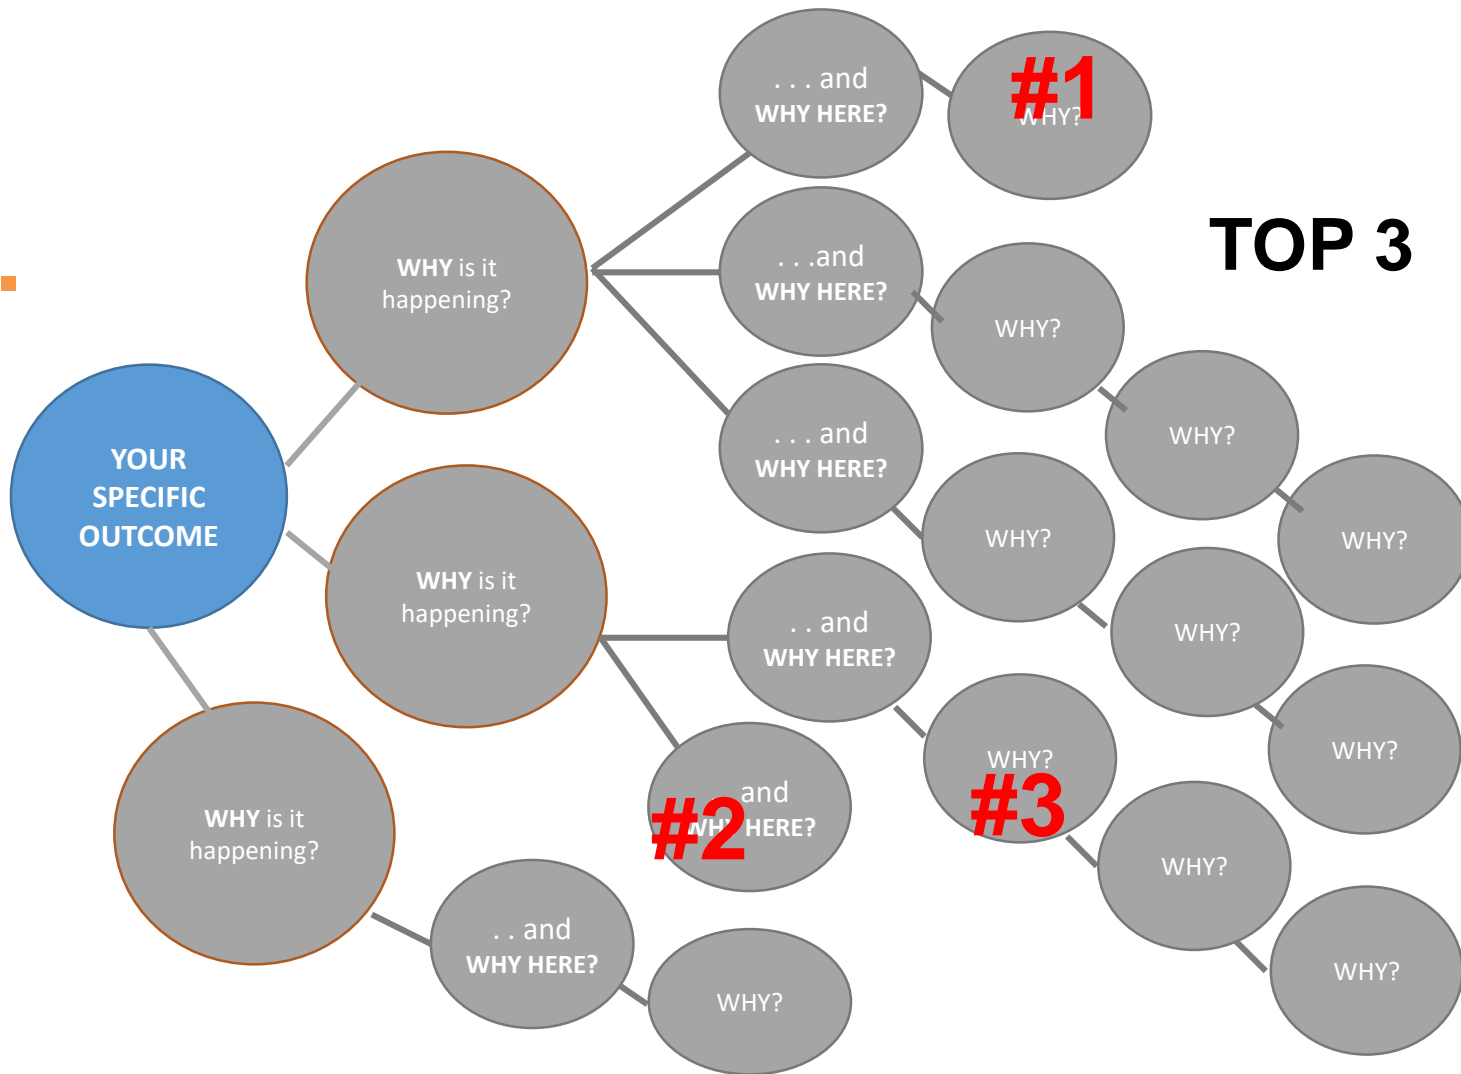 . . . and
WHY HERE?
#1
WHY?
TOP 3
WHY is it
happening?
. . .and
WHY HERE?
WHY?
WHY?
WHY?
. . . and
WHY HERE?
WHY?
WHY?
WHY?
YOUR
SPECIFIC
OUTCOME
WHY is it
happening?
. . and
WHY HERE?
WHY?
#3
WHY?
WHY?
and
WHY HERE?
#2
WHY is it
happening?
. . and
WHY HERE?
WHY?